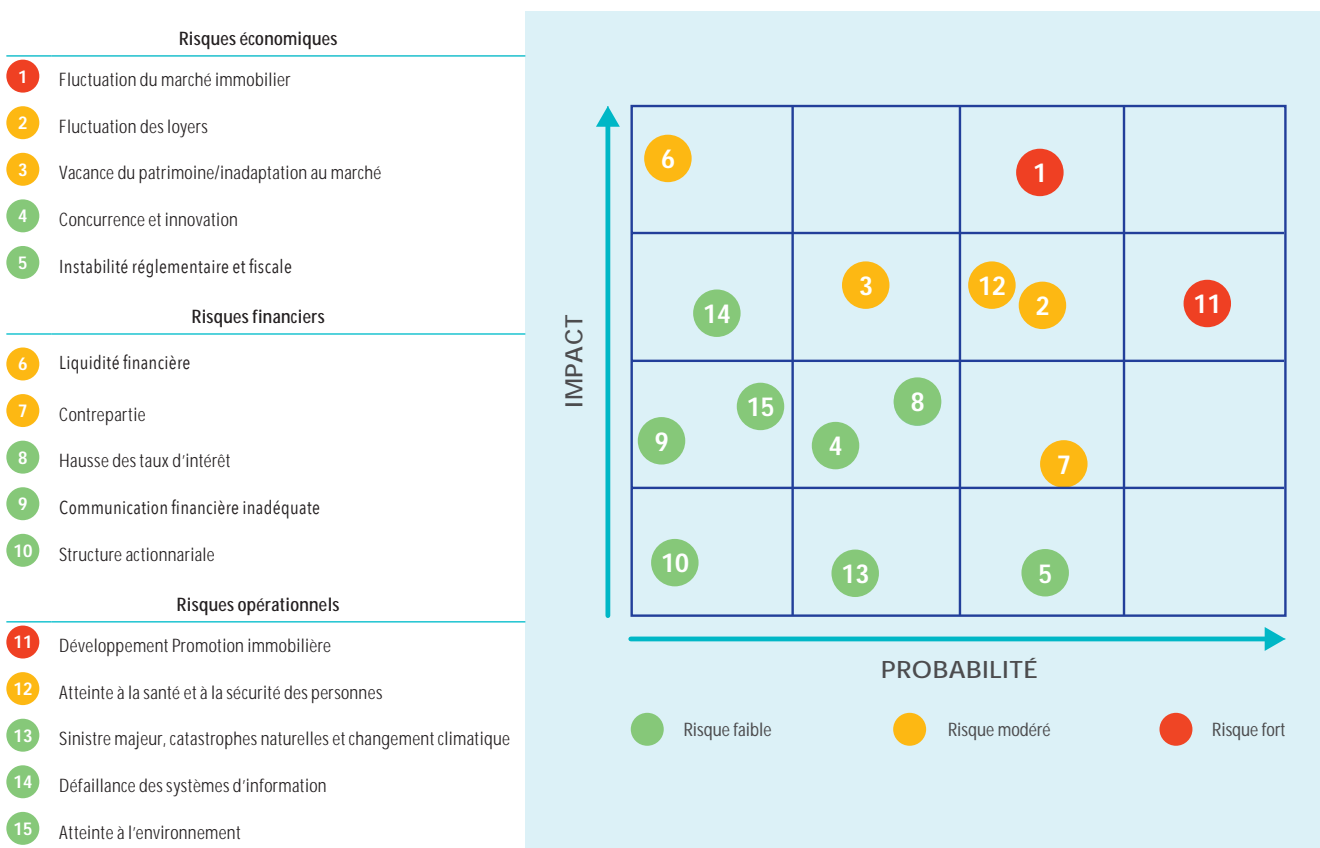 Risques économiques
1 Fluctuation du marché immobilier
2 Fluctuation des loyers
3 Vacance du patrimoine/inadaptation au marché
4 Concurrence et innovation
5 Instabilité réglementaire et fiscale
Risques financiers
6 Liquidité financière
7 Contrepartie
8 Hausse des taux d'intérêt
9 Communication financière inadéquate
10 Structure actionnariale
Risques opérationnels
11 Développement Promotion immobilière
12 Atteinte à la santé et à la sécurité des personnes
13 Sinistre majeur, catastrophes naturelles et changement climatique
14 Défaillance des systèmes d'information
15 Atteinte à l'environnement
IMPACT
6 1
14 3 12 2 11
9 15 4 8 7
10 13 5
PROBABILITÉ
Risque faible Risque modéré Risque fort